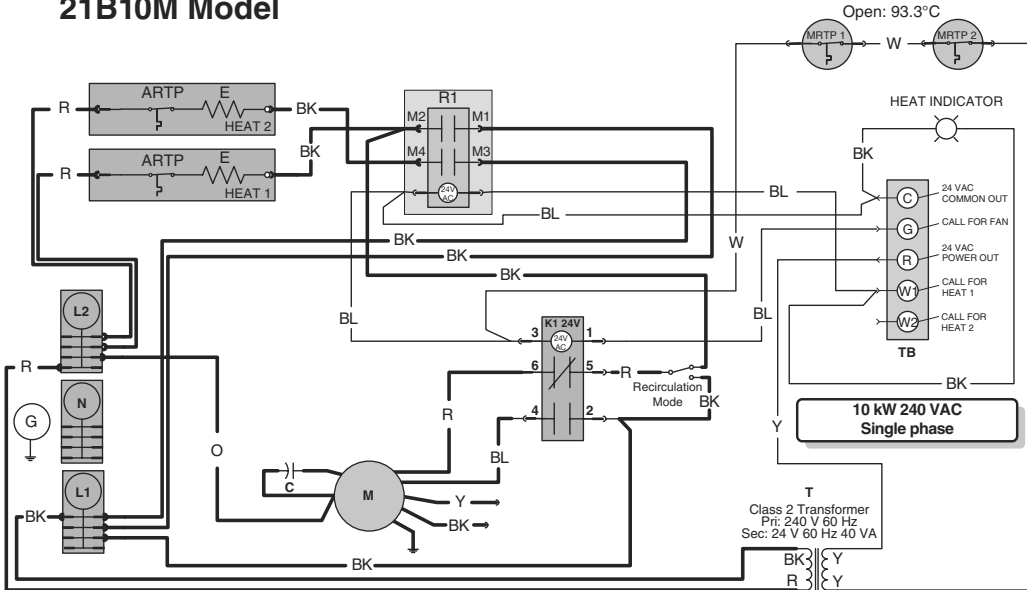 21B10M Model
Open: 93.3°C
MRTP 1
W
MRTP 2
R
ARTP
E
HEAT 2
BK
R1
M2
M1
M4
M3
24V
AC
HEAT INDICATOR
BK
R
ARTP
E
HEAT 1
BK
BL
BL
W
C
24 VAC
COMMON OUT
G
CALL FOR FAN
R
24 VAC
POWER OUT
W1
CALL FOR
HEAT 1
W2
CALL FOR
HEAT 2
TB
BK
BK
BK
BL
BL
K1 24V
3
24V
AC
1
6
5
R
Recirculation
Mode
BK
4
2
L2
R
N
G
L1
BK
O
R
BL
C
M
Y
BK
BK
BK
10 kW 240 VAC
Single phase
Y
T
Class 2 Transformer
Pri: 240 V 60 Hz
Sec: 24 V 60 Hz 40 VA
BK
Y
R
Y